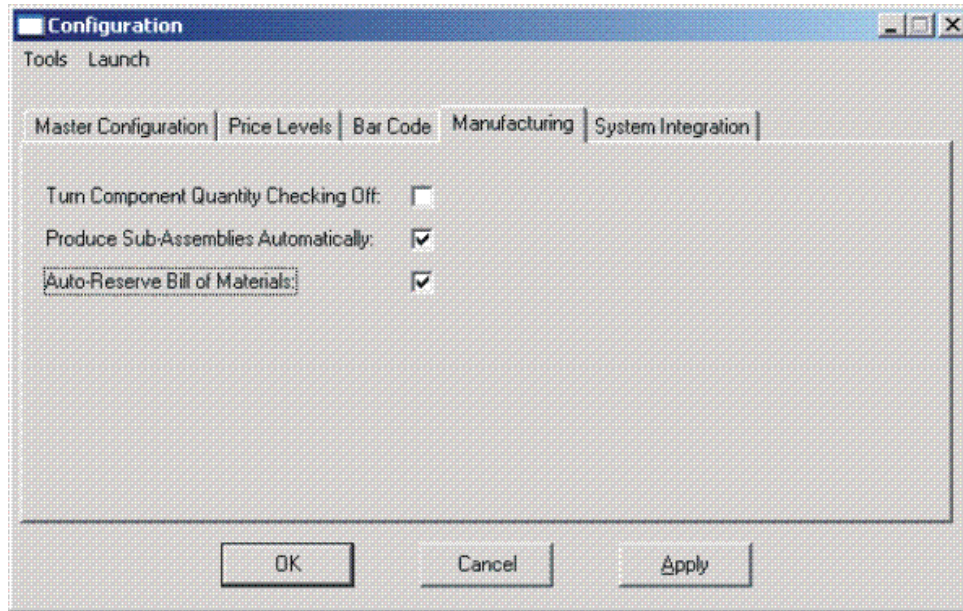 Configuration
Tools Launch
Master Configuration Price Levels Bar Code Manufacturing System Integration
Turn Component Quantity Checking Off:
Produce Sub-Assemblies Automatically:
Auto-Reserve Bill of Materials:
OK Cancel Apply